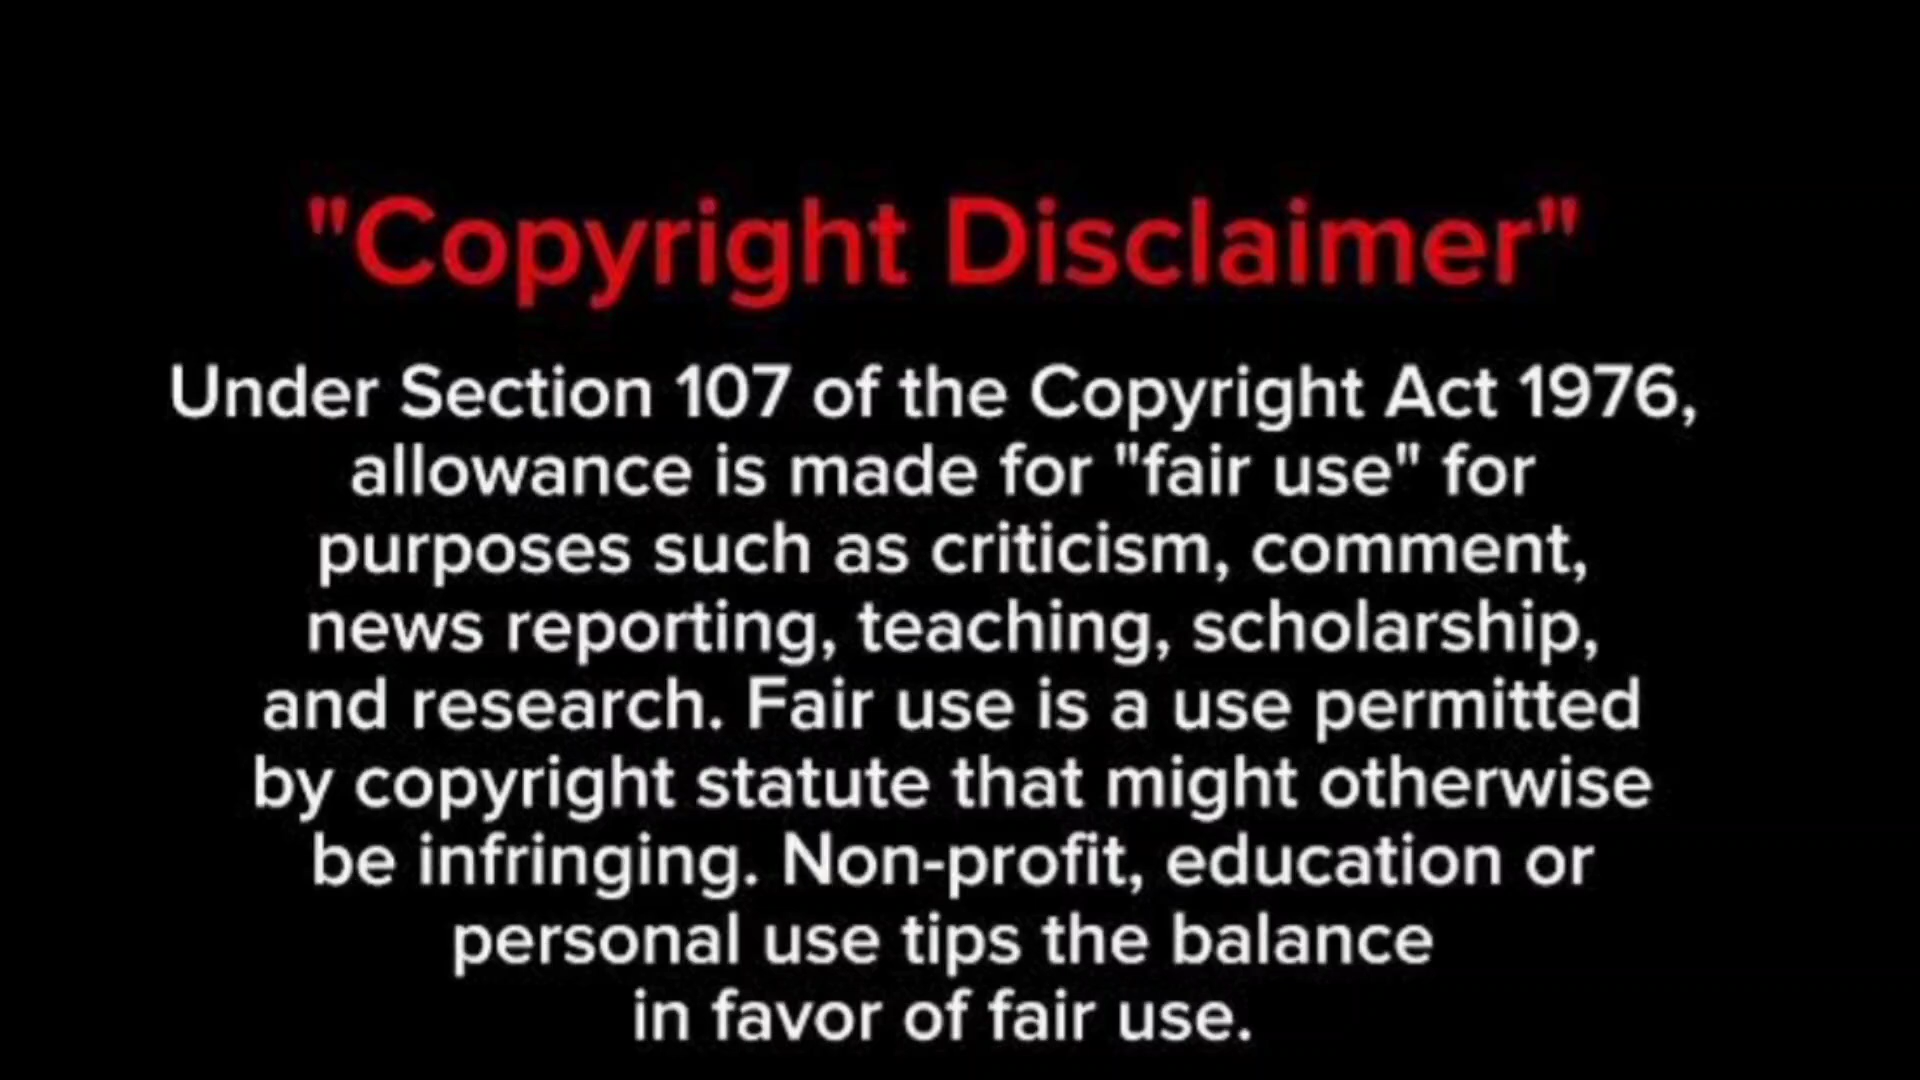 "Copyright Disclaimer"
Under Section 107 of the Copyright Act 1976,
allowance is made for "fair use" for
purposes such as criticism, comment,
news reporting, teaching, scholarship,
and research. Fair use is a use permitted
by copyright statute that might otherwise
be infringing. Non-profit, education or
personal use tips the balance
in favor of fair use.